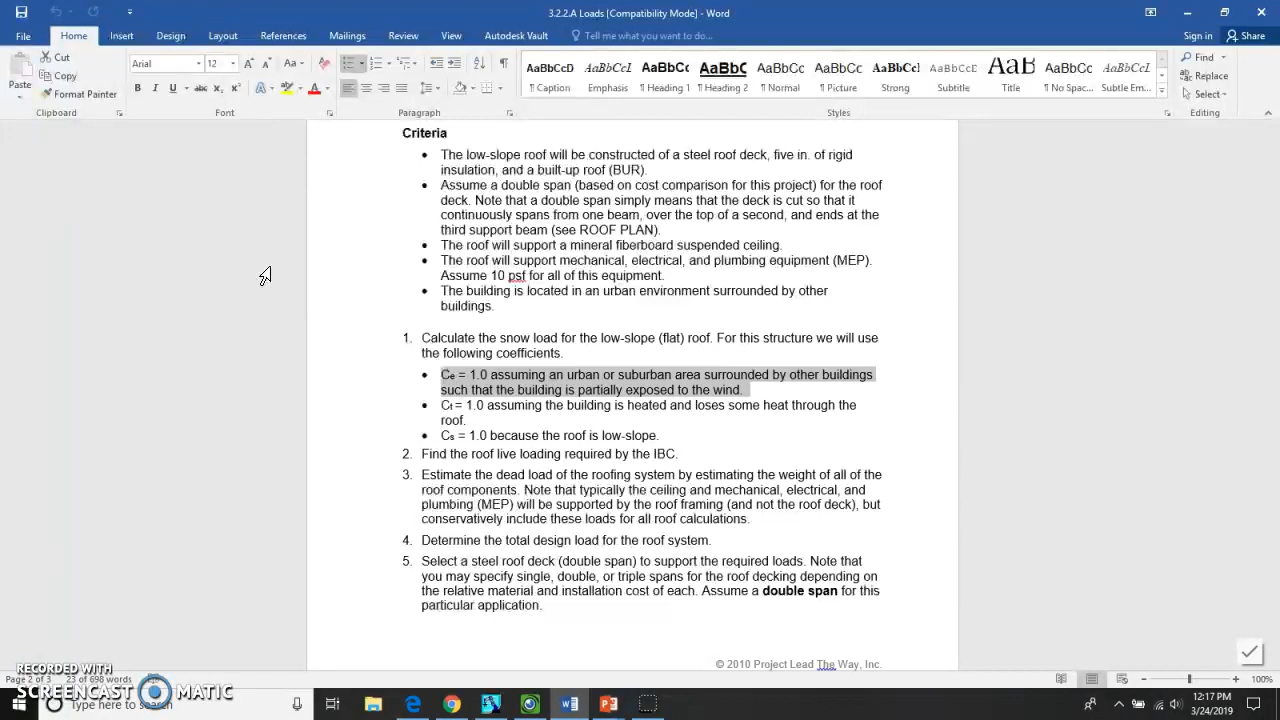 3.2.2.A Loads [Compatibility Mode] - Word
File Home Insert Design Layout References Mailings Review View Autodesk Vault Tell me what you want to do... Sign in Share
Paste Cut Copy Format Painter
Arial 12
B I U abc X₂ X²
AaBbCcD AaBbCcL AaBbCc AaBbC AaBbCcI AaBbCcI AaBbCcI AaBbCcD AaB AaBbCcI AaBbCcI
¶ Caption Emphasis ¶ Heading 1 ¶ Heading 2 ¶ Normal ¶ Picture Strong Subtitle Title ¶ No Spac... Subtle Em...
Find Replace Select
Clipboard Font Paragraph Styles Editing
Criteria
• The low-slope roof will be constructed of a steel roof deck, five in. of rigid
insulation, and a built-up roof (BUR).
• Assume a double span (based on cost comparison for this project) for the roof
deck. Note that a double span simply means that the deck is cut so that it
continuously spans from one beam, over the top of a second, and ends at the
third support beam (see ROOF PLAN).
• The roof will support a mineral fiberboard suspended ceiling.
• The roof will support mechanical, electrical, and plumbing equipment (MEP).
Assume 10 psf for all of this equipment.
• The building is located in an urban environment surrounded by other
buildings.
1. Calculate the snow load for the low-slope (flat) roof. For this structure we will use
the following coefficients.
• Ce = 1.0 assuming an urban or suburban area surrounded by other buildings
such that the building is partially exposed to the wind.
• Ct = 1.0 assuming the building is heated and loses some heat through the
roof.
• Cs = 1.0 because the roof is low-slope.
2. Find the roof live loading required by the IBC.
3. Estimate the dead load of the roofing system by estimating the weight of all of the
roof components. Note that typically the ceiling and mechanical, electrical, and
plumbing (MEP) will be supported by the roof framing (and not the roof deck), but
conservatively include these loads for all roof calculations.
4. Determine the total design load for the roof system.
5. Select a steel roof deck (double span) to support the required loads. Note that
you may specify single, double, or triple spans for the roof decking depending on
the relative material and installation cost of each. Assume a double span for this
particular application.
© 2010 Project Lead The Way, Inc.
RECORDED WITH
Page 2 of 3 23 of 698 words 100%
SCREENCAST MATIC
Type here to search
12:17 PM
3/24/2019